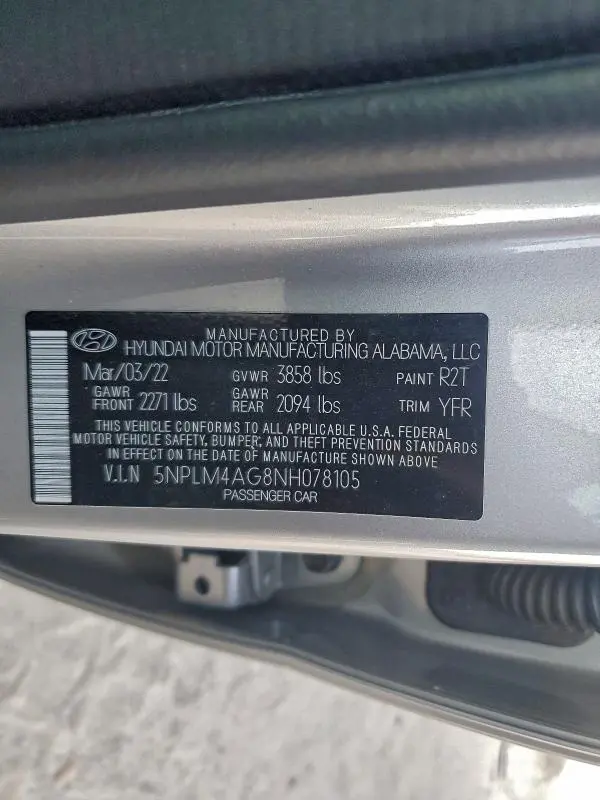 MANUFACTURED BY
HYUNDAI MOTOR MANUFACTURING ALABAMA, LLC
Mar/03/22 GVWR 3858 lbs PAINT R2T
GAWR FRONT 2271 lbs GAWR REAR 2094 lbs TRIM YFR
THIS VEHICLE CONFORMS TO ALL APPLICABLE U.S.A. FEDERAL
MOTOR VEHICLE SAFETY, BUMPER, AND THEFT PREVENTION STANDARDS
IN EFFECT ON THE DATE OF MANUFACTURE SHOWN ABOVE
V.I.N 5NPLM4AG8NH078105
PASSENGER CAR